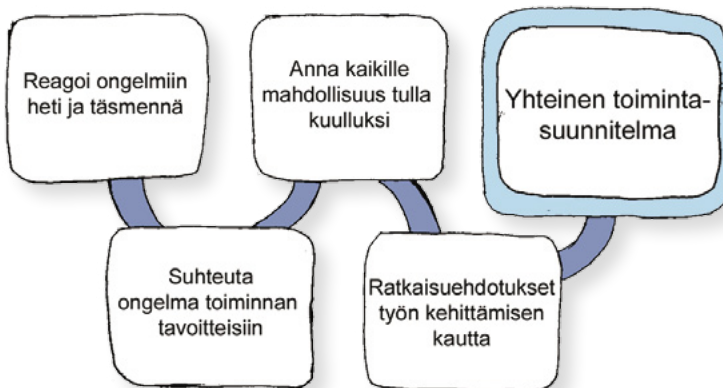 Reagoi ongelmiin
heti ja täsmennä
Suhteuta
ongelma toiminnan
tavoitteisiin
Anna kaikille
mahdollisuus tulla
kuulluksi
Ratkaisuehdotukset
työn kehittämisen
kautta
Yhteinen toiminta-
suunnitelma